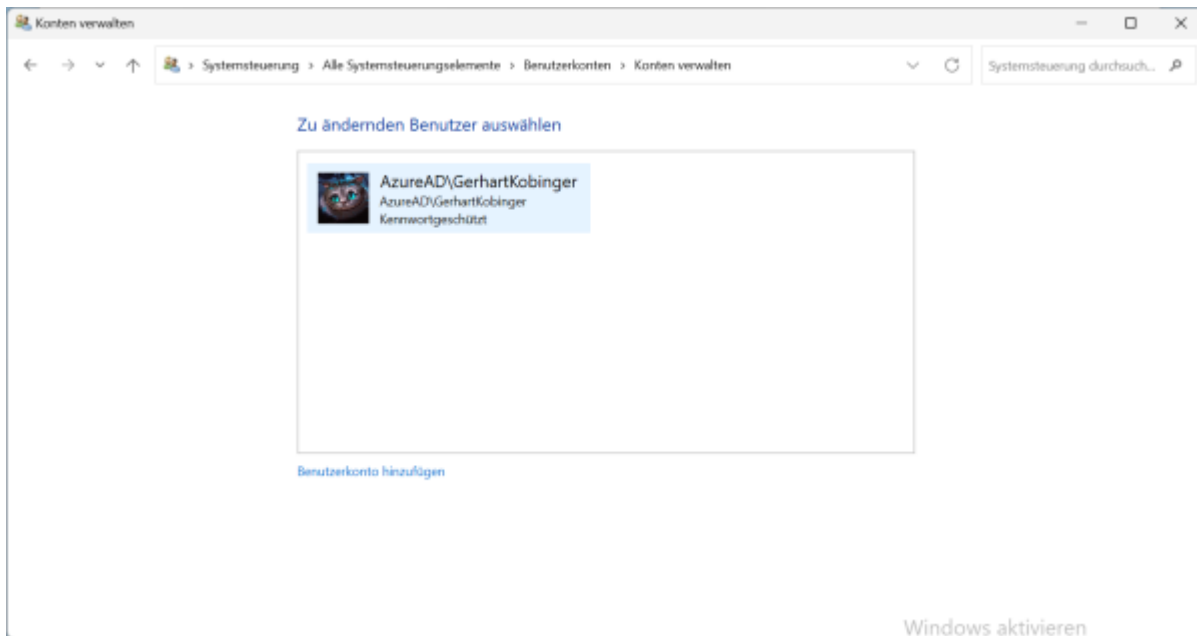 Konten verwalten
Systemsteuerung > Alle Systemsteuerungselemente > Benutzerkonten > Konten verwalten
Systemsteuerung durchsuch...
Zu ändernden Benutzer auswählen
AzureAD\GerhartKobinger
AzureAD\GerhartKobinger
Kennwortgeschützt
Benutzerkonto hinzufügen
Windows aktivieren